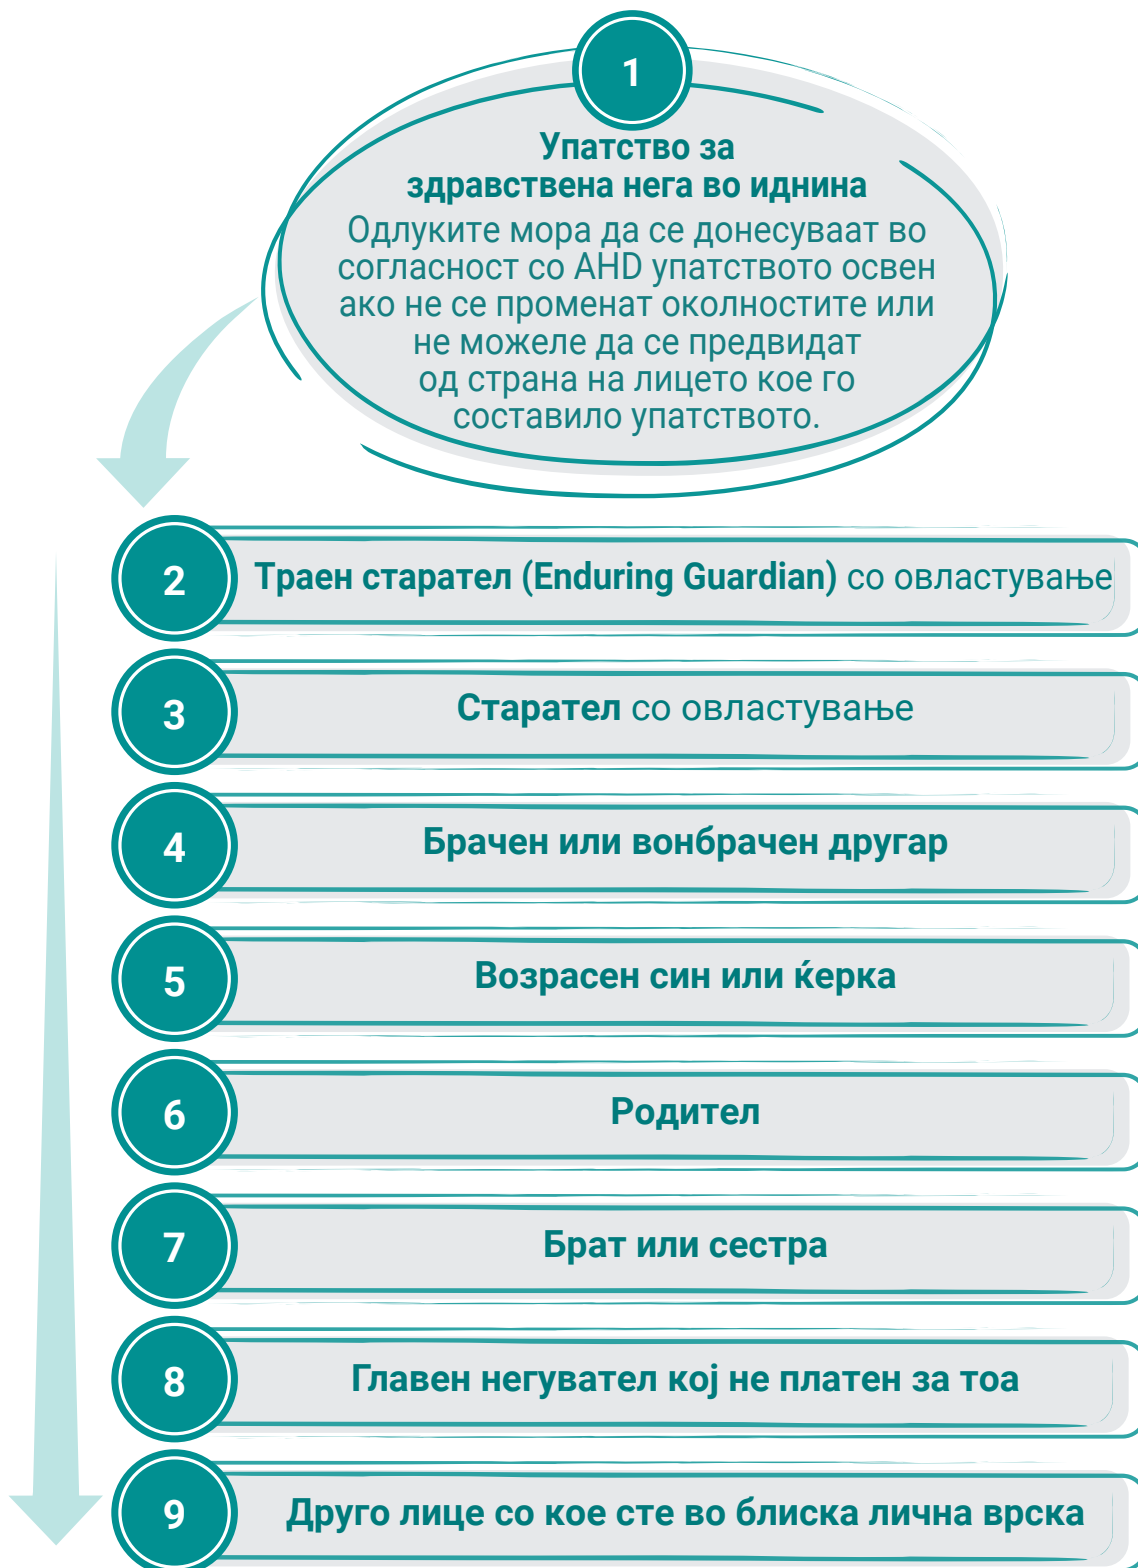 1
Упатство за
здравствена нега во иднина
Одлуките мора да се донесуваат во
согласност со AHD упатството освен
ако не се променат околностите или
не можеле да се предвидат
од страна на лицето кое го
составило упатството.
2
Траен старател (Enduring Guardian) со овластување
3
Старател со овластување
4
Брачен или вонбрачен другар
5
Возрасен син или ќерка
6
Родител
7
Брат или сестра
8
Главен негувател кој не платен за тоа
9
Друго лице со кое сте во блиска лична врска